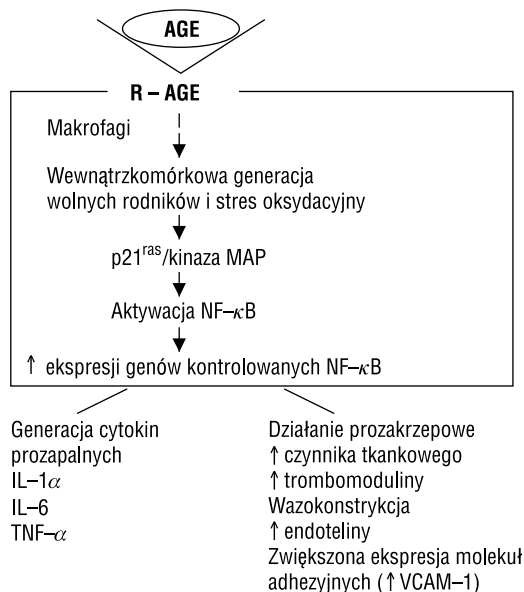 AGE
R – AGE
Makrofagi
Wewnątrzkomórkowa generacja
wolnych rodników i stres oksydacyjny
p21ras/kinaza MAP
Aktywacja NF–κB
↑ ekspresji genów kontrolowanych NF–κB
Generacja cytokin
prozapalnych
IL–1α
IL–6
TNF–α
Działanie prozakrzepowe
↑ czynnika tkankowego
↑ trombomoduliny
Wazokonstrykcja
↑ endoteliny
Zwiększona ekspresja molekuł
adhezyjnych (↑ VCAM–1)